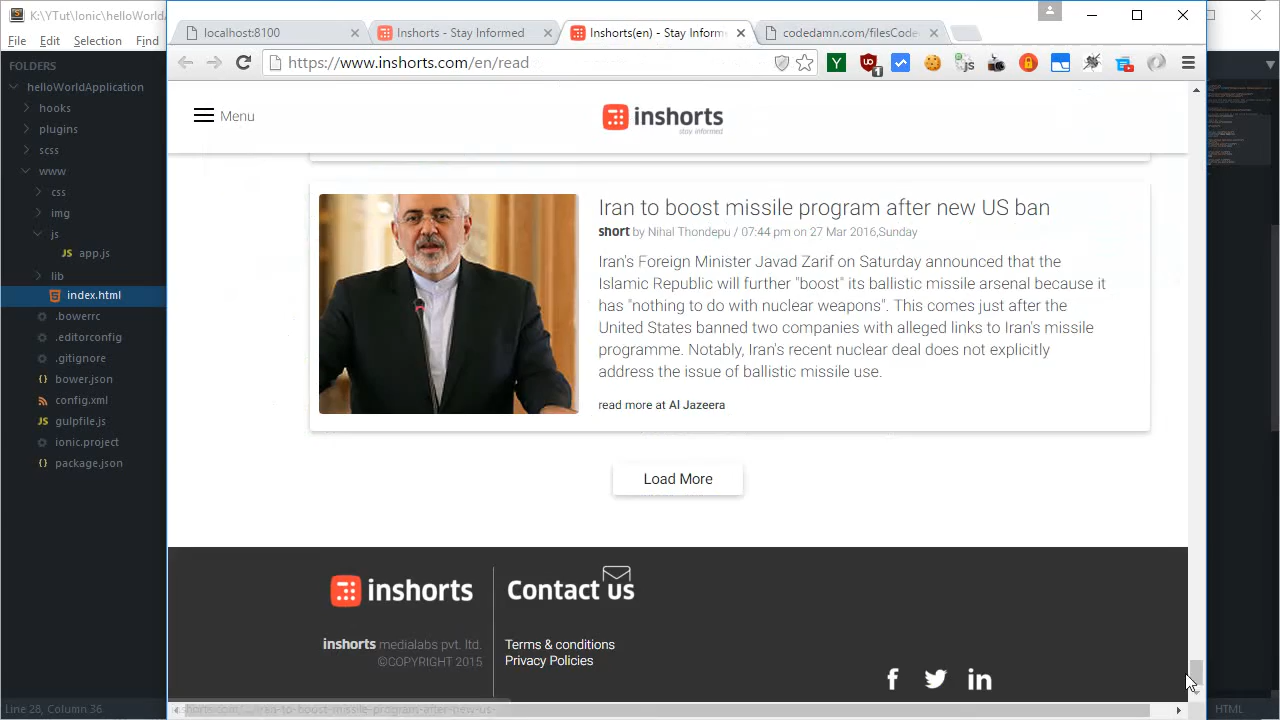 K:\YTut\Ionic\helloWorldA
File Edit Selection Find
FOLDERS
helloWorldApplication
hooks
plugins
scss
www
css
img
js
JS app.js
lib
index.html
.bowerrc
.editorconfig
.gitignore
{} bower.json
config.xml
JS gulpfile.js
ionic.project
{} package.json
Line 28, Column 36
HTML
localhost:8100
Inshorts - Stay Informed
Inshorts(en) - Stay Inform
codedamn.com/filesCode
https://www.inshorts.com/en/read
Menu
inshorts
stay informed
Iran to boost missile program after new US ban
short by Nihal Thondepu / 07:44 pm on 27 Mar 2016,Sunday
Iran's Foreign Minister Javad Zarif on Saturday announced that the
Islamic Republic will further "boost" its ballistic missile arsenal because it
has "nothing to do with nuclear weapons". This comes just after the
United States banned two companies with alleged links to Iran's missile
programme. Notably, Iran's recent nuclear deal does not explicitly
address the issue of ballistic missile use.
read more at Al Jazeera
Load More
inshorts
Contact us
inshorts medialabs pvt. ltd.
©COPYRIGHT 2015
Terms & conditions
Privacy Policies